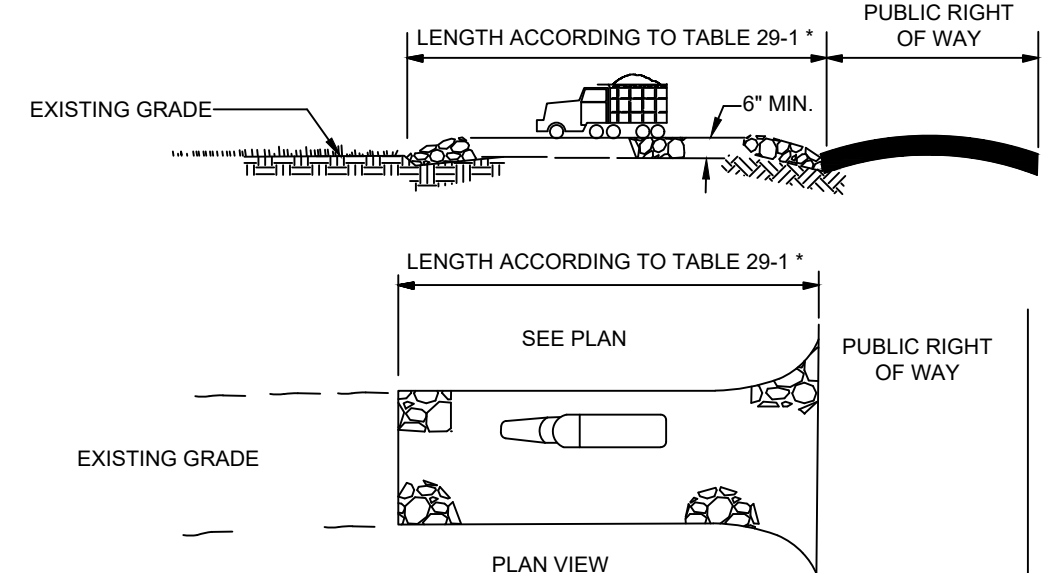 PUBLIC RIGHT
OF WAY
LENGTH ACCORDING TO TABLE 29-1 *
EXISTING GRADE
6" MIN.
LENGTH ACCORDING TO TABLE 29-1 *
SEE PLAN
PUBLIC RIGHT
OF WAY
EXISTING GRADE
PLAN VIEW